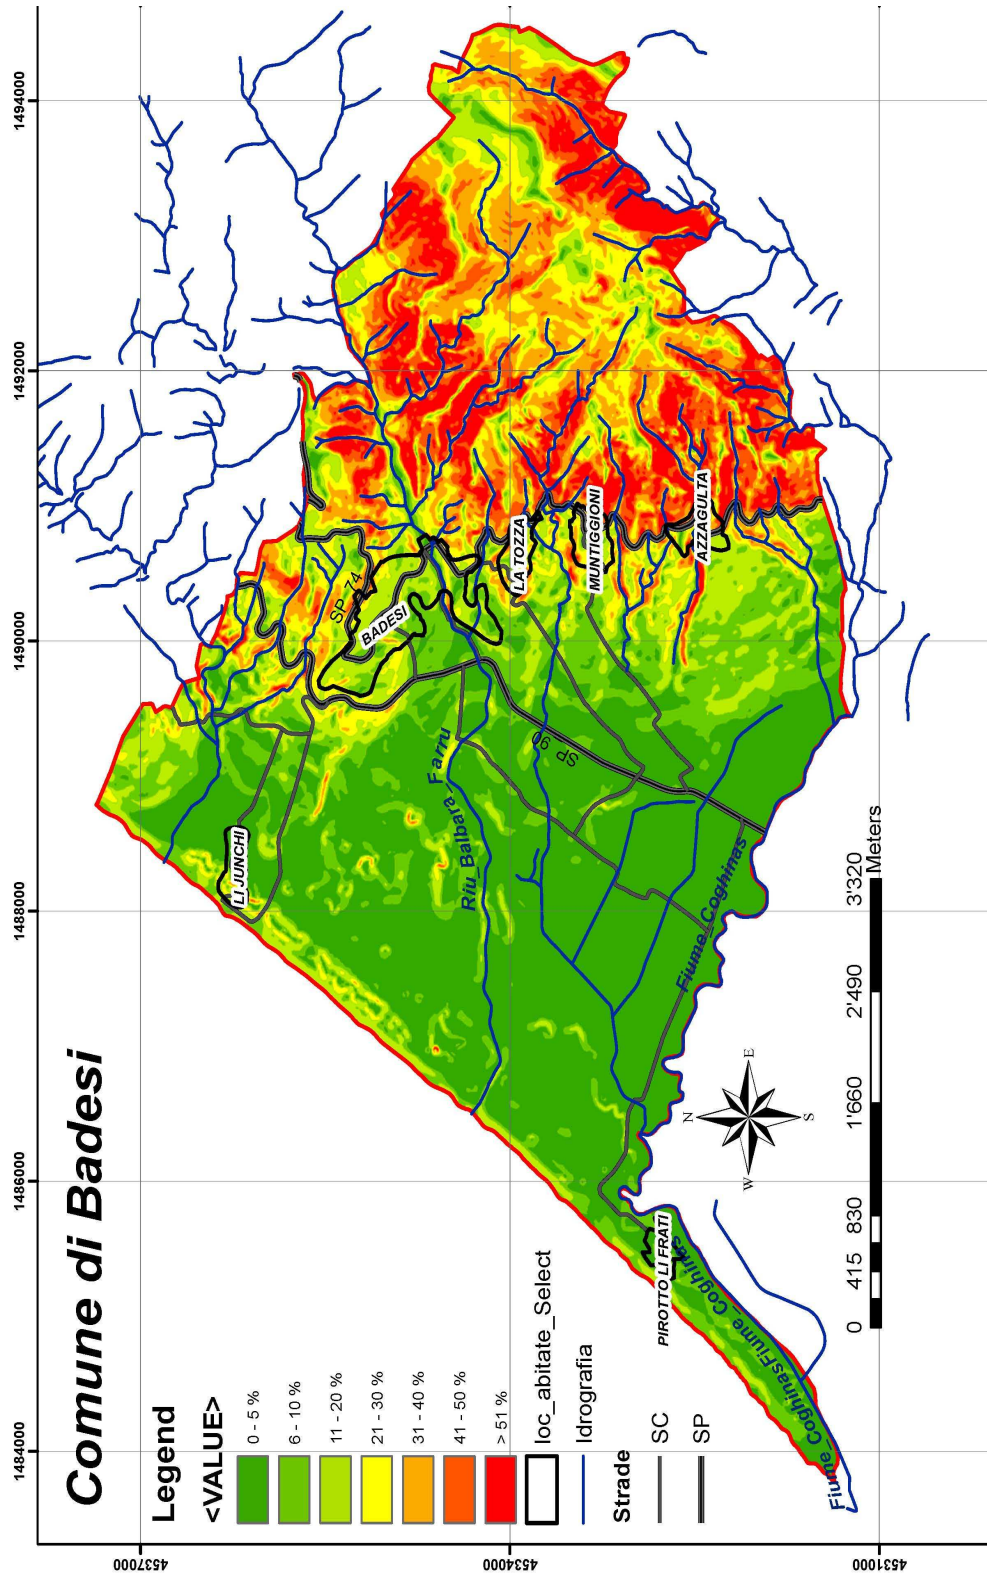 Comune di Badesi
Legend
<VALUE>
0 - 5 %
6 - 10 %
11 - 20 %
21 - 30 %
31 - 40 %
41 - 50 %
> 51 %
loc_abitate_Select
Idrografia
Strade
SC
SP
1484000
1486000
1488000
1490000
1492000
1494000
4537000
4534000
4531000
LI JUNCHI
SP 74
BADESI
LA TOZZA
MUNTIGGIONI
AZZAGULTA
Riu_Balbara_Farru
SP 90
Fiume_Coghinas
PIROTTO LI FRATI
Fiume_Coghinas
Fiume_Coghinas
Fiume_Coghinas
N
E
S
W
0 415 830 1'660 2'490 3'320
Meters